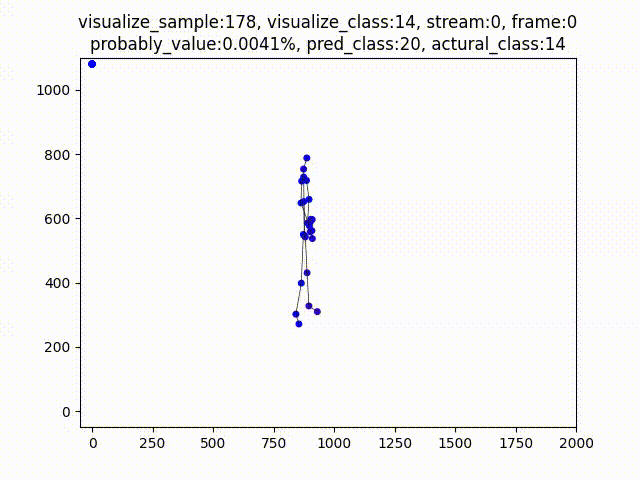 visualize_sample:178, visualize_class:14, stream:0, frame:0
probably_value:0.0041%, pred_class:20, actural_class:14
1000
800
600
400
200
0
0 250 500 750 1000 1250 1500 1750 2000